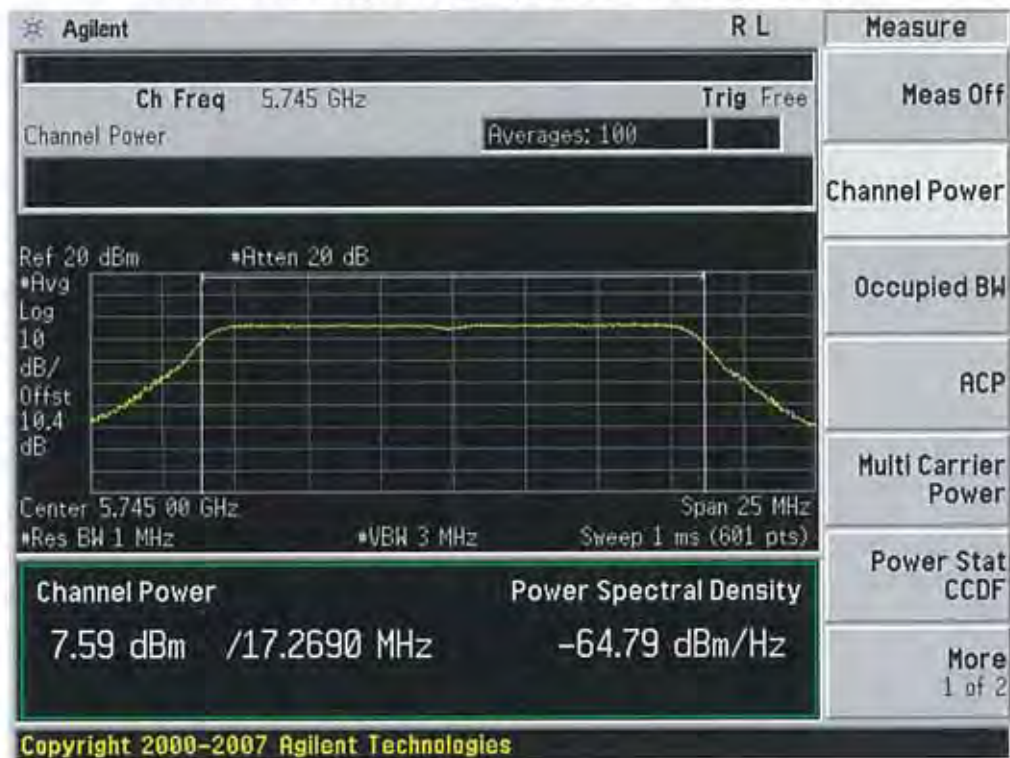 Agilent R L
Ch Freq 5.745 GHz Trig Free
Channel Power Averages: 100
Ref 20 dBm #Atten 20 dB
#Avg
Log
10
dB/
Offst
10.4
dB
Center 5.745 00 GHz Span 25 MHz
#Res BW 1 MHz #VBW 3 MHz Sweep 1 ms (601 pts)
Channel Power Power Spectral Density
7.59 dBm /17.2690 MHz -64.79 dBm/Hz
Copyright 2000-2007 Agilent Technologies
Measure
Meas Off
Channel Power
Occupied BW
ACP
Multi Carrier
Power
Power Stat
CCDF
More
1 of 2